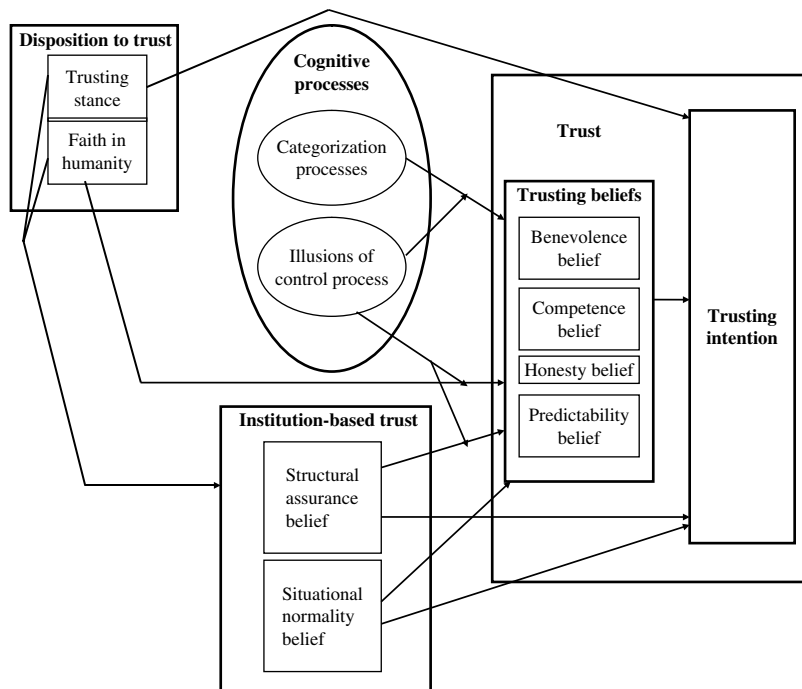 Disposition to trust
Trusting
stance
Faith in
humanity
Cognitive
processes
Categorization
processes
Illusions of
control process
Trust
Trusting beliefs
Benevolence
belief
Competence
belief
Honesty belief
Predictability
belief
Trusting
intention
Institution-based trust
Structural
assurance
belief
Situational
normality
belief